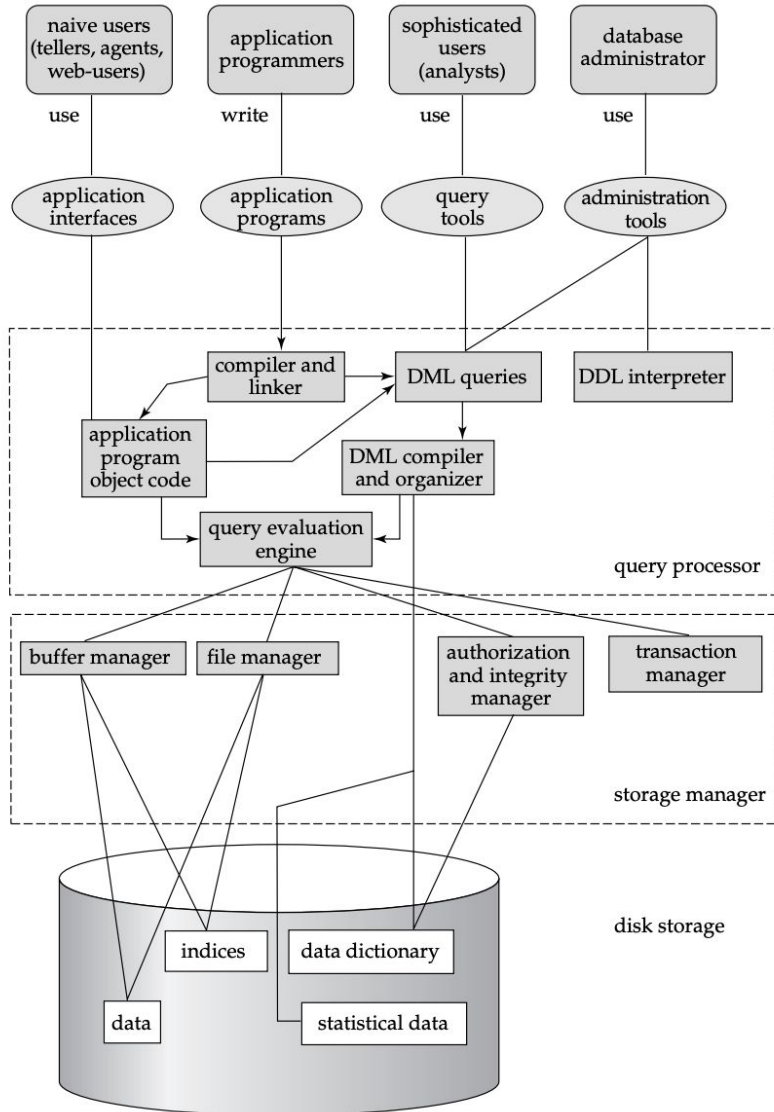 naive users
(tellers, agents,
web-users)
application
programmers
sophisticated
users
(analysts)
database
administrator
use
write
use
use
application
interfaces
application
programs
query
tools
administration
tools
compiler and
linker
DML queries
DDL interpreter
application
program
object code
DML compiler
and organizer
query evaluation
engine
query processor
buffer manager
file manager
authorization
and integrity
manager
transaction
manager
storage manager
disk storage
indices
data dictionary
data
statistical data